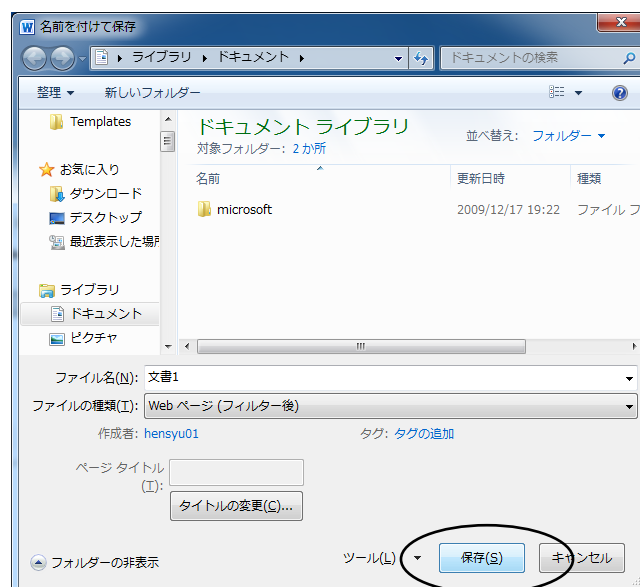 名前を付けて保存
ライブラリ ドキュメント
ドキュメントの検索
整理 新しいフォルダー
Templates
お気に入り
ダウンロード
デスクトップ
最近表示した場所
ライブラリ
ドキュメント
ピクチャ
ドキュメント ライブラリ
対象フォルダー: 2 か所
並べ替え: フォルダー
名前 更新日時 種類
microsoft 2009/12/17 19:22 ファイル フ
ファイル名(N): 文書1
ファイルの種類(T): Web ページ (フィルター後)
作成者: hensyu01 タグ: タグの追加
ページ タイトル
(T):
タイトルの変更(C)...
フォルダーの非表示
ツール(L) 保存(S) キャンセル